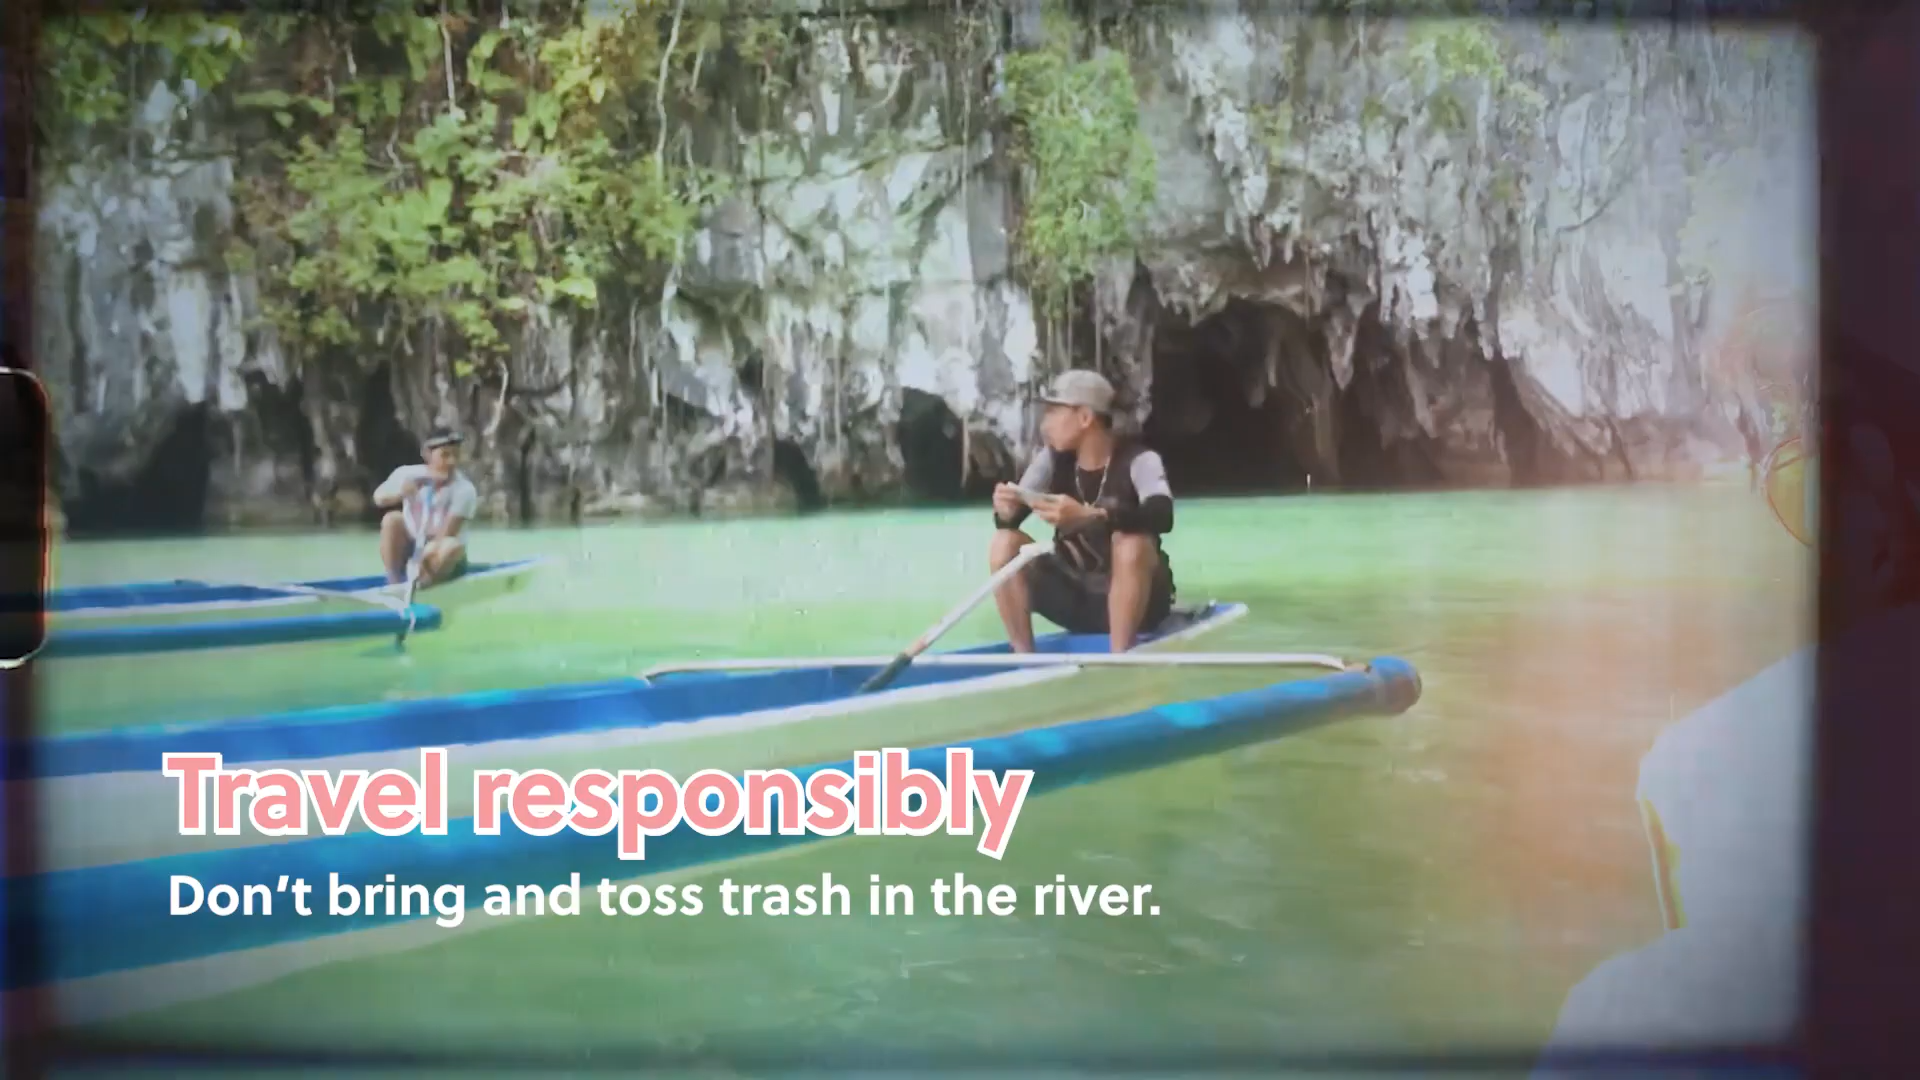 Travel responsibly
Don't bring and toss trash in the river.